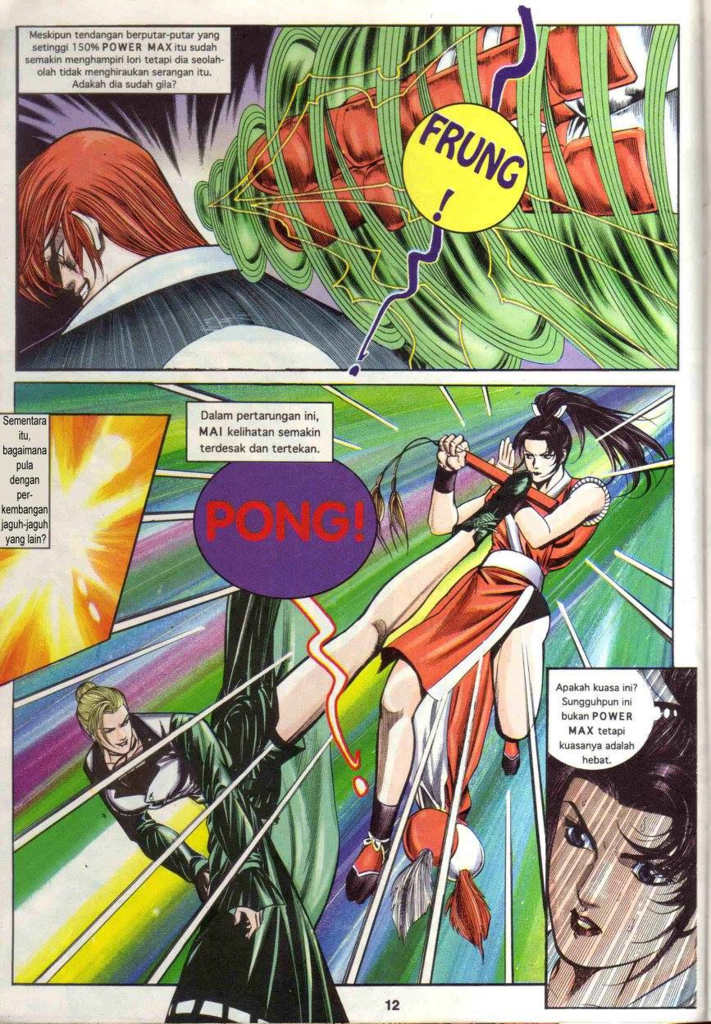 Meskipun tendangan berputar-putar yang
setinggi 150% POWER MAX itu sudah
semakin menghampiri lori tetapi dia seolah-
olah tidak menghiraukan serangan itu.
Adakah dia sudah gila?
FRUNG
!
Sementara
itu,
bagaimana
pula
dengan
per-
kembangan
jaguh-jaguh
yang lain?
Dalam pertarungan ini,
MAI kelihatan semakin
terdesak dan tertekan.
PONG!
Apakah kuasa ini?
Sungguhpun ini
bukan POWER
MAX tetapi
kuasanya adalah
hebat.
12